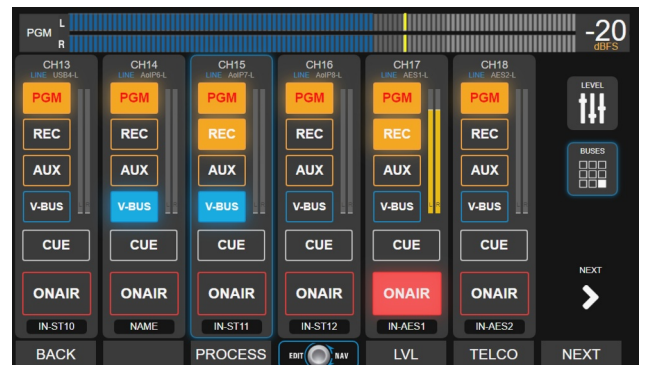 PGM L R -20 dBFS
CH13 CH14 CH15 CH16 CH17 CH18
LINE USB4-L LINE AoIP6-L LINE AoIP7-L LINE AoIP8-L LINE AES1-L LINE AES2-L
LEVEL
PGM PGM PGM PGM PGM PGM
REC REC REC REC REC REC
BUSES
AUX AUX AUX AUX AUX AUX
V-BUS V-BUS V-BUS V-BUS V-BUS V-BUS
L R L R L R L R L R L R
CUE CUE CUE CUE CUE CUE
NEXT
ONAIR ONAIR ONAIR ONAIR ONAIR ONAIR
IN-ST10 NAME IN-ST11 IN-ST12 IN-AES1 IN-AES2
BACK PROCESS EDIT NAV LVL TELCO NEXT